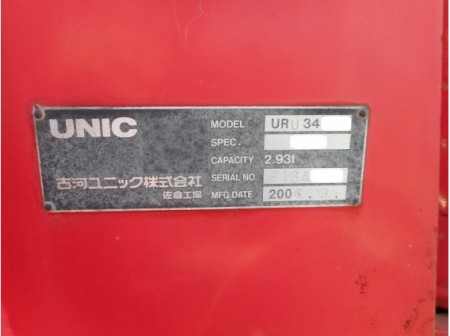 UNIC
古河ユニック株式会社
佐倉工場
MODEL URU34
SPEC.
CAPACITY 2.93t
SERIAL NO.
MFG.DATE